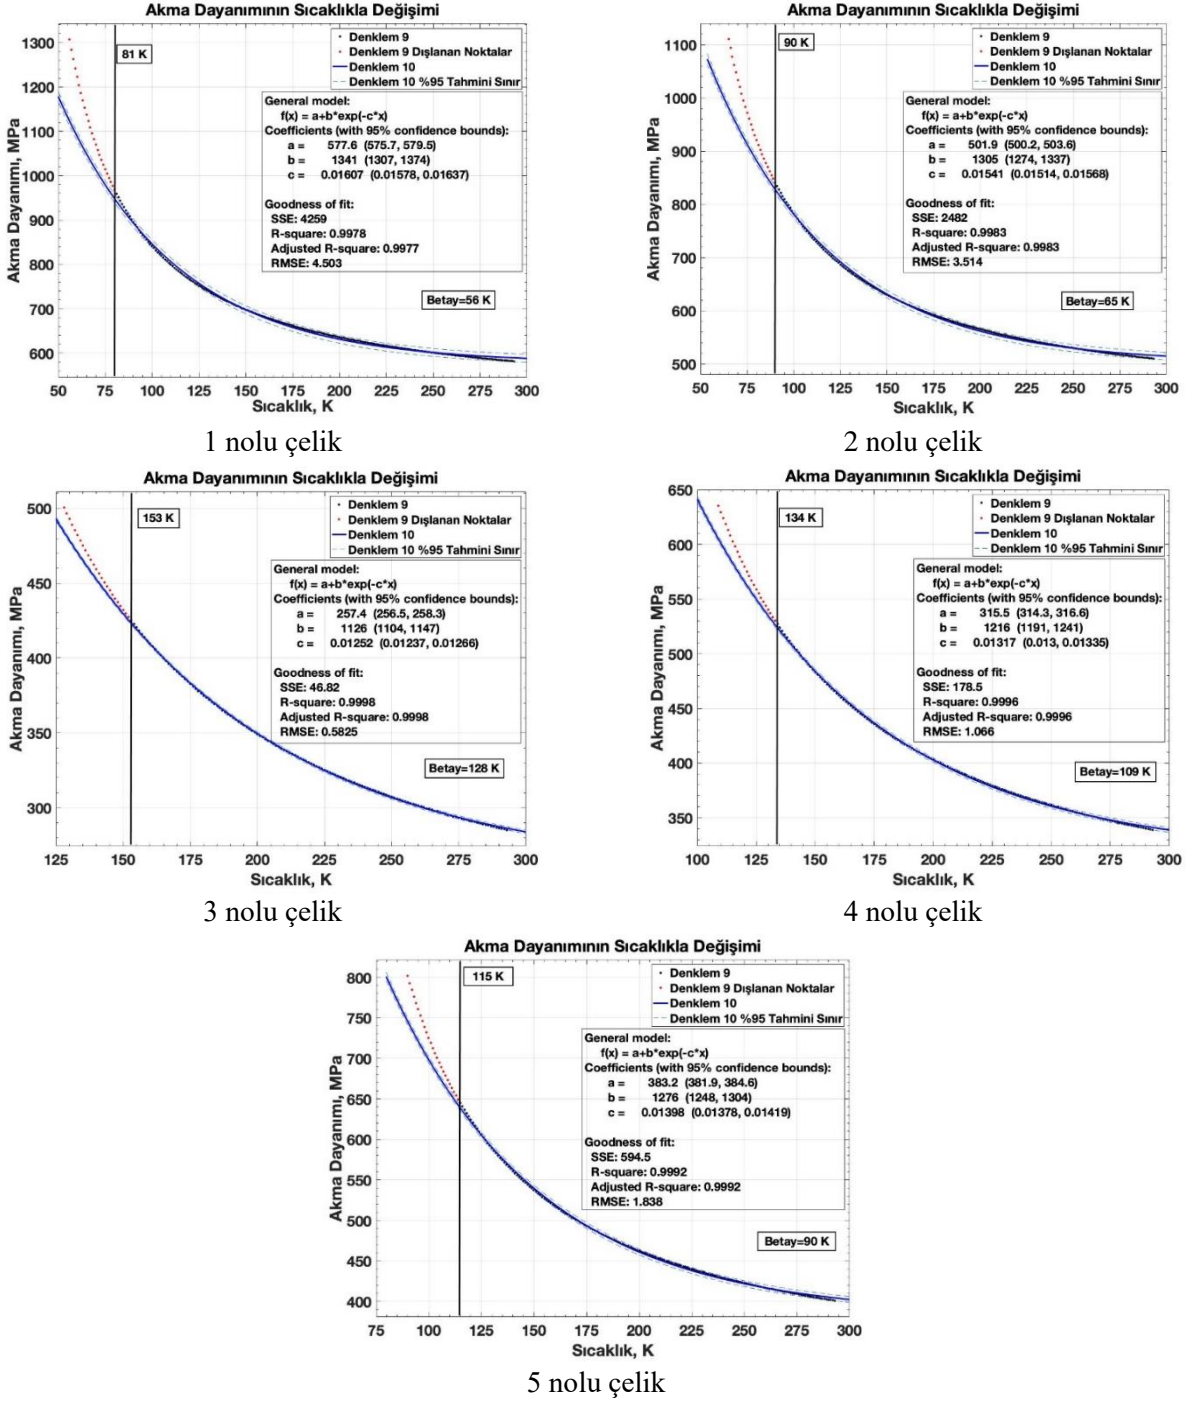 Akma Dayanımının Sıcaklıkla Değişimi
81 K
Denklem 9
Denklem 9 Dışlanan Noktalar
Denklem 10
Denklem 10 %95 Tahmini Sınır
General model:
f(x) = a+b*exp(-c*x)
Coefficients (with 95% confidence bounds):
a = 577.6 (575.7, 579.5)
b = 1341 (1307, 1374)
c = 0.01607 (0.01578, 0.01637)
Goodness of fit:
SSE: 4259
R-square: 0.9978
Adjusted R-square: 0.9977
RMSE: 4.503
Betay=56 K
Akma Dayanımı, MPa
1300
1200
1100
1000
900
800
700
600
50 75 100 125 150 175 200 225 250 275 300
Sıcaklık, K
1 nolu çelik
Akma Dayanımının Sıcaklıkla Değişimi
90 K
Denklem 9
Denklem 9 Dışlanan Noktalar
Denklem 10
Denklem 10 %95 Tahmini Sınır
General model:
f(x) = a+b*exp(-c*x)
Coefficients (with 95% confidence bounds):
a = 501.9 (500.2, 503.6)
b = 1305 (1274, 1337)
c = 0.01541 (0.01514, 0.01568)
Goodness of fit:
SSE: 2482
R-square: 0.9983
Adjusted R-square: 0.9983
RMSE: 3.514
Betay=65 K
Akma Dayanımı, MPa
1100
1000
900
800
700
600
500
50 75 100 125 150 175 200 225 250 275 300
Sıcaklık, K
2 nolu çelik
Akma Dayanımının Sıcaklıkla Değişimi
153 K
Denklem 9
Denklem 9 Dışlanan Noktalar
Denklem 10
Denklem 10 %95 Tahmini Sınır
General model:
f(x) = a+b*exp(-c*x)
Coefficients (with 95% confidence bounds):
a = 257.4 (256.5, 258.3)
b = 1126 (1104, 1147)
c = 0.01252 (0.01237, 0.01266)
Goodness of fit:
SSE: 46.82
R-square: 0.9998
Adjusted R-square: 0.9998
RMSE: 0.5825
Betay=128 K
Akma Dayanımı, MPa
500
450
400
350
300
125 150 175 200 225 250 275 300
Sıcaklık, K
3 nolu çelik
Akma Dayanımının Sıcaklıkla Değişimi
134 K
Denklem 9
Denklem 9 Dışlanan Noktalar
Denklem 10
Denklem 10 %95 Tahmini Sınır
General model:
f(x) = a+b*exp(-c*x)
Coefficients (with 95% confidence bounds):
a = 315.5 (314.3, 316.6)
b = 1216 (1191, 1241)
c = 0.01317 (0.013, 0.01335)
Goodness of fit:
SSE: 178.5
R-square: 0.9996
Adjusted R-square: 0.9996
RMSE: 1.066
Betay=109 K
Akma Dayanımı, MPa
650
600
550
500
450
400
350
100 125 150 175 200 225 250 275 300
Sıcaklık, K
4 nolu çelik
Akma Dayanımının Sıcaklıkla Değişimi
115 K
Denklem 9
Denklem 9 Dışlanan Noktalar
Denklem 10
Denklem 10 %95 Tahmini Sınır
General model:
f(x) = a+b*exp(-c*x)
Coefficients (with 95% confidence bounds):
a = 383.2 (381.9, 384.6)
b = 1276 (1248, 1304)
c = 0.01398 (0.01378, 0.01419)
Goodness of fit:
SSE: 594.5
R-square: 0.9992
Adjusted R-square: 0.9992
RMSE: 1.838
Betay=90 K
Akma Dayanımı, MPa
800
750
700
650
600
550
500
450
400
75 100 125 150 175 200 225 250 275 300
Sıcaklık, K
5 nolu çelik